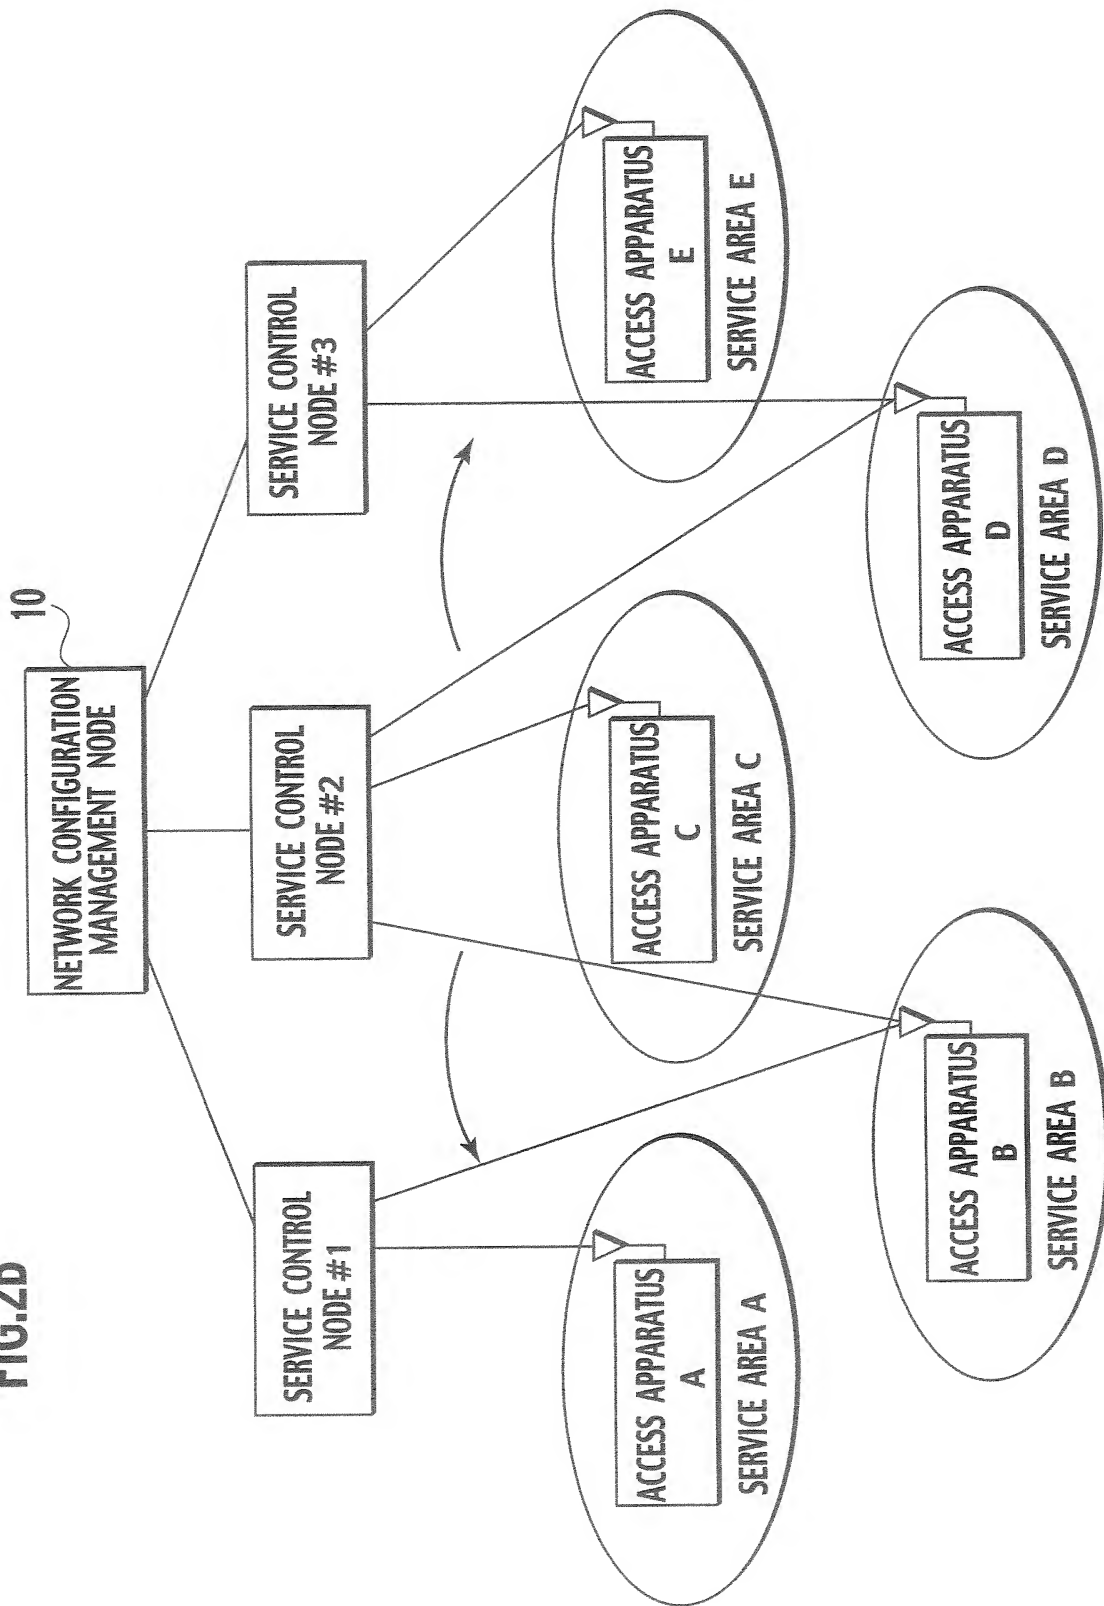 FIG.2B
10
NETWORK CONFIGURATION
MANAGEMENT NODE
SERVICE CONTROL
NODE #1
SERVICE CONTROL
NODE #2
SERVICE CONTROL
NODE #3
ACCESS APPARATUS
A
SERVICE AREA A
ACCESS APPARATUS
C
SERVICE AREA C
ACCESS APPARATUS
E
SERVICE AREA E
ACCESS APPARATUS
B
SERVICE AREA B
ACCESS APPARATUS
D
SERVICE AREA D